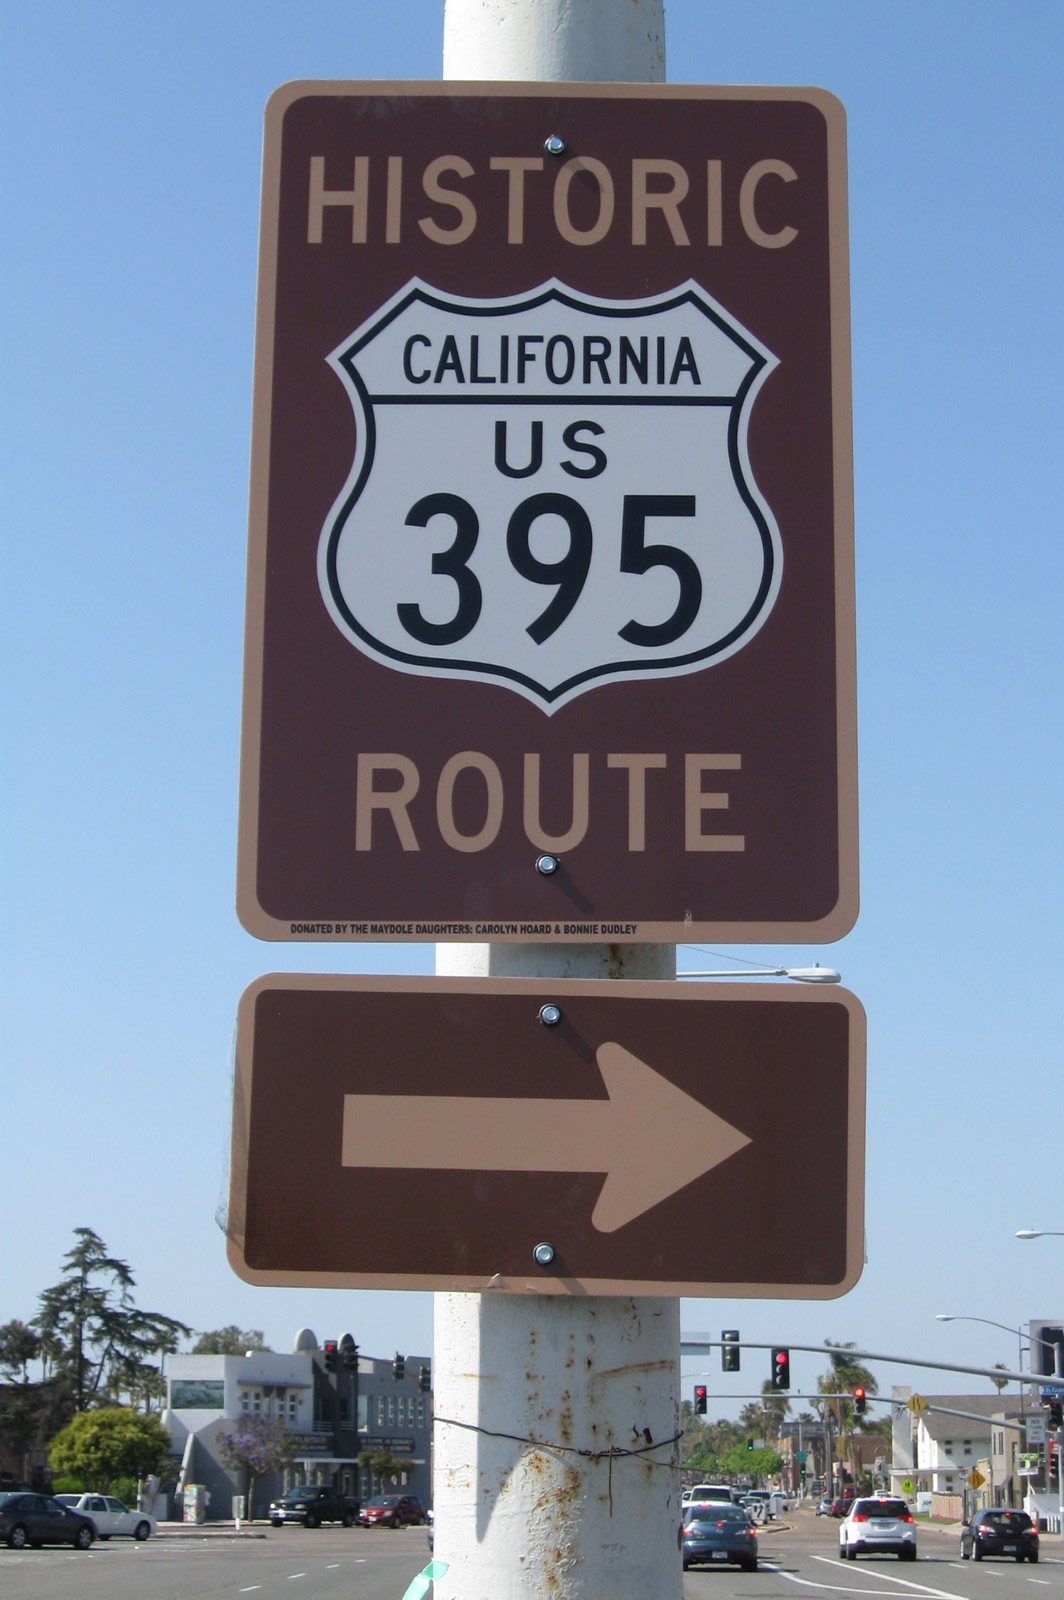 HISTORIC
CALIFORNIA
US
395
ROUTE
DONATED BY THE MAYDOLE DAUGHTERS: CAROLYN HOARD & BONNIE DUDLEY